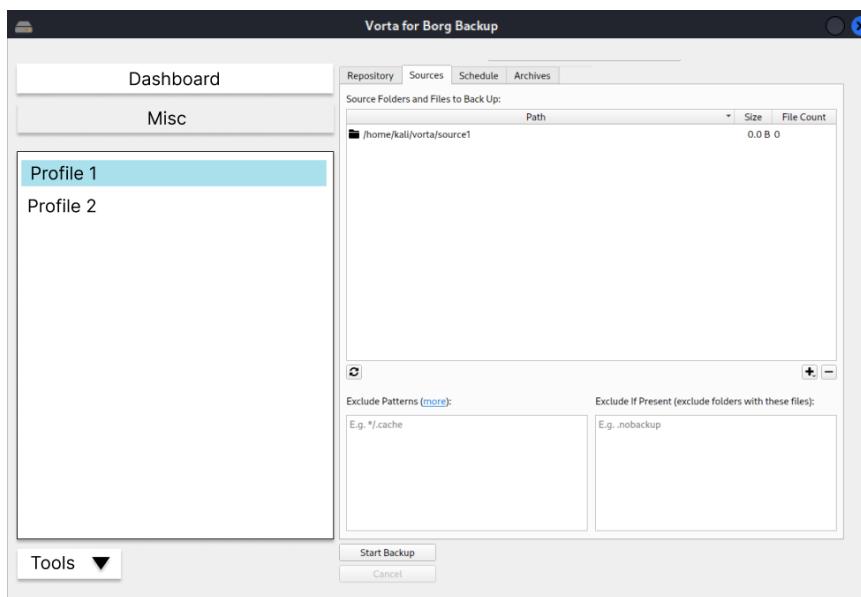 Vorta for Borg Backup
Dashboard
Misc
Profile 1
Profile 2
Tools
Repository Sources Schedule Archives
Source Folders and Files to Back Up:
Path Size File Count
/home/kali/vorta/source1 0.0 B 0
Exclude Patterns (more): Exclude If Present (exclude folders with these files):
E.g. */.cache E.g. .nobackup
Start Backup
Cancel